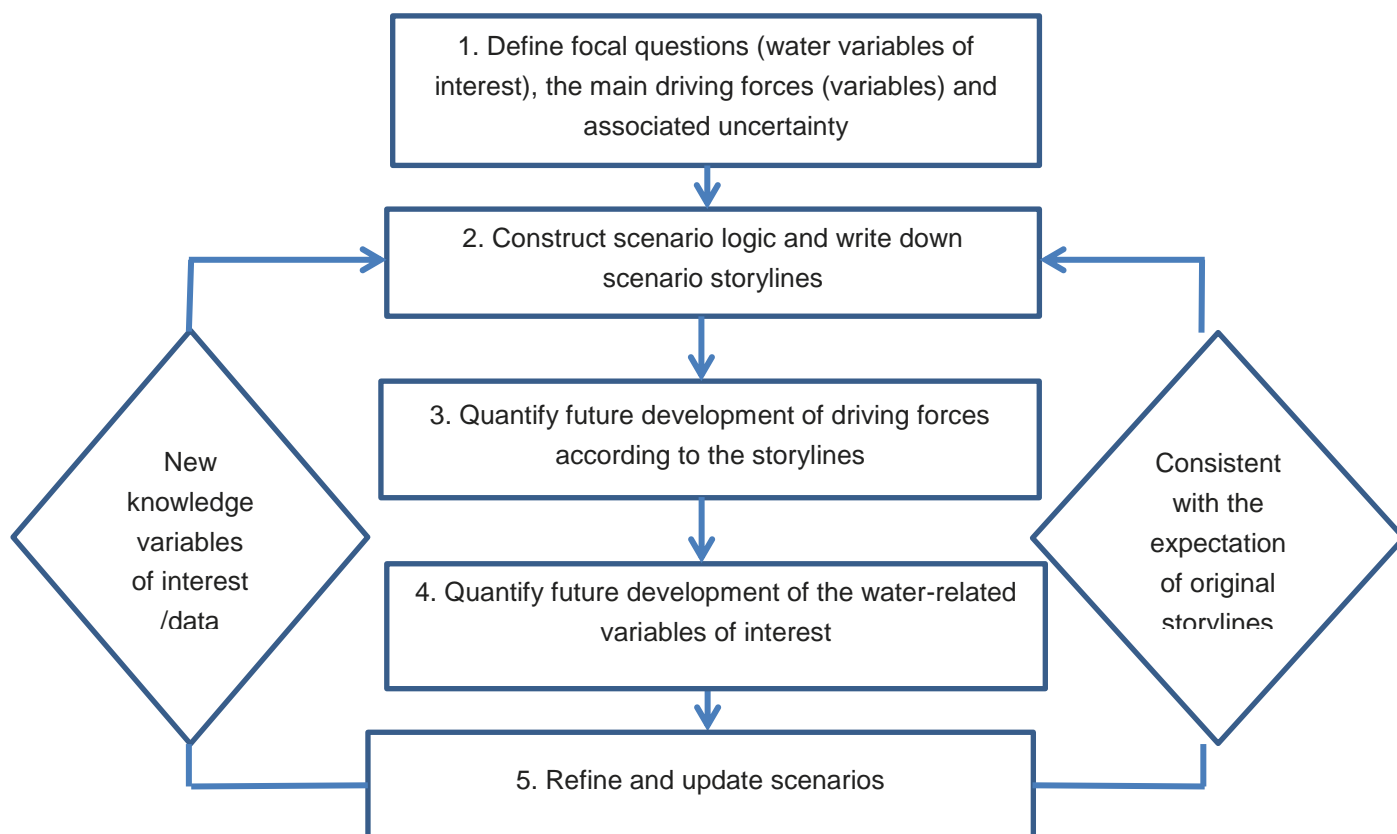 1. Define focal questions (water variables of
interest), the main driving forces (variables) and
associated uncertainty
2. Construct scenario logic and write down
scenario storylines
3. Quantify future development of driving forces
according to the storylines
4. Quantify future development of the water-related
variables of interest
5. Refine and update scenarios
New
knowledge
variables
of interest
/data
Consistent
with the
expectation
of original
storylines